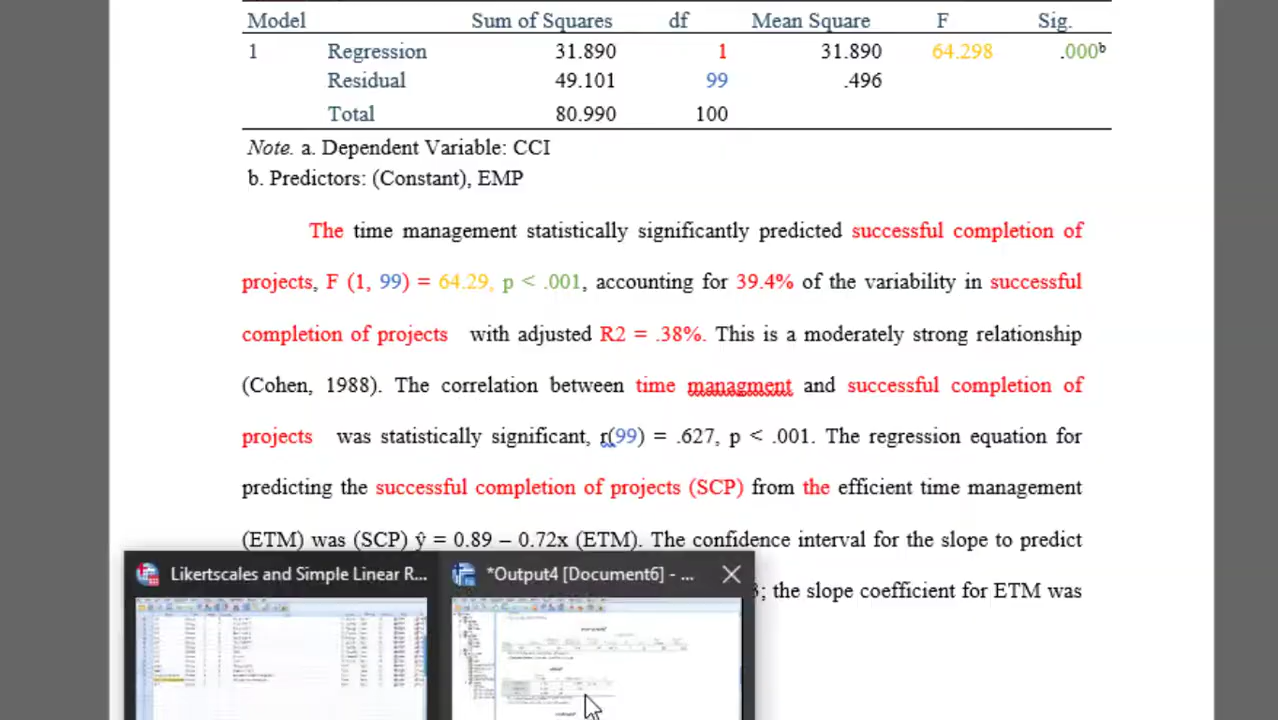 Model Sum of Squares df Mean Square F Sig.
1 Regression 31.890 1 31.890 64.298 .000b
Residual 49.101 99 .496
Total 80.990 100
Note. a. Dependent Variable: CCI
b. Predictors: (Constant), EMP
The time management statistically significantly predicted successful completion of
projects, F (1, 99) = 64.29, p < .001, accounting for 39.4% of the variability in successful
completion of projects with adjusted R2 = .38%. This is a moderately strong relationship
(Cohen, 1988). The correlation between time managment and successful completion of
projects was statistically significant, r(99) = .627, p < .001. The regression equation for
predicting the successful completion of projects (SCP) from the efficient time management
(ETM) was (SCP) ŷ = 0.89 – 0.72x (ETM). The confidence interval for the slope to predict
; the slope coefficient for ETM was
Likertscales and Simple Linear R... *Output4 [Document6] - ...